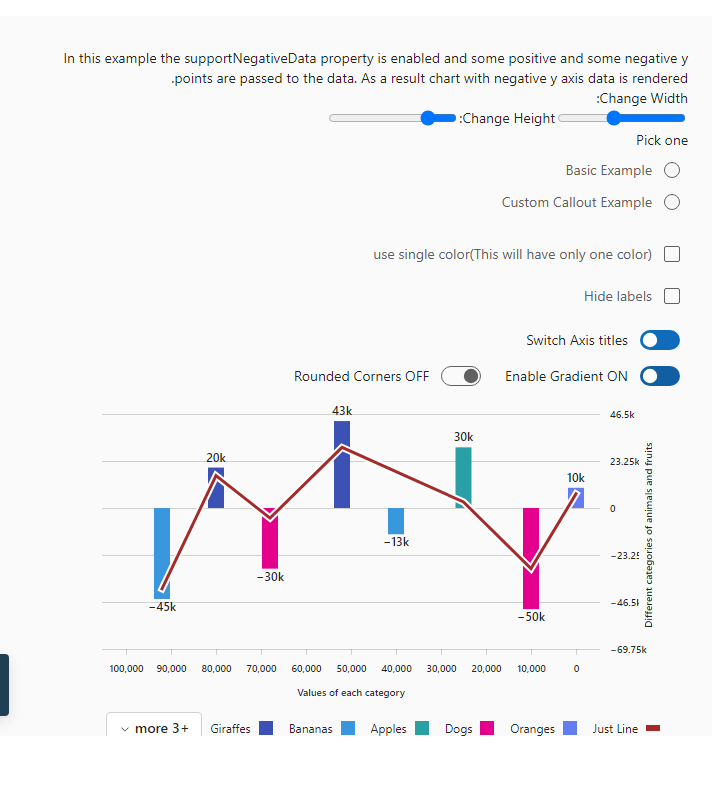 In this example the supportNegativeData property is enabled and some positive and some negative y
.points are passed to the data. As a result chart with negative y axis data is rendered
:Change Width
:Change Height
Pick one
Basic Example
Custom Callout Example
use single color(This will have only one color)
Hide labels
Switch Axis titles
Rounded Corners OFF Enable Gradient ON
43k
46.5k
30k
20k
23.25k
10k
0
−13k
−23.25
−30k
−45k
−46.5k
−50k
−69.75k
Different categories of animals and fruits
100,000 90,000 80,000 70,000 60,000 50,000 40,000 30,000 20,000 10,000 0
Values of each category
more 3+ Giraffes Bananas Apples Dogs Oranges Just Line